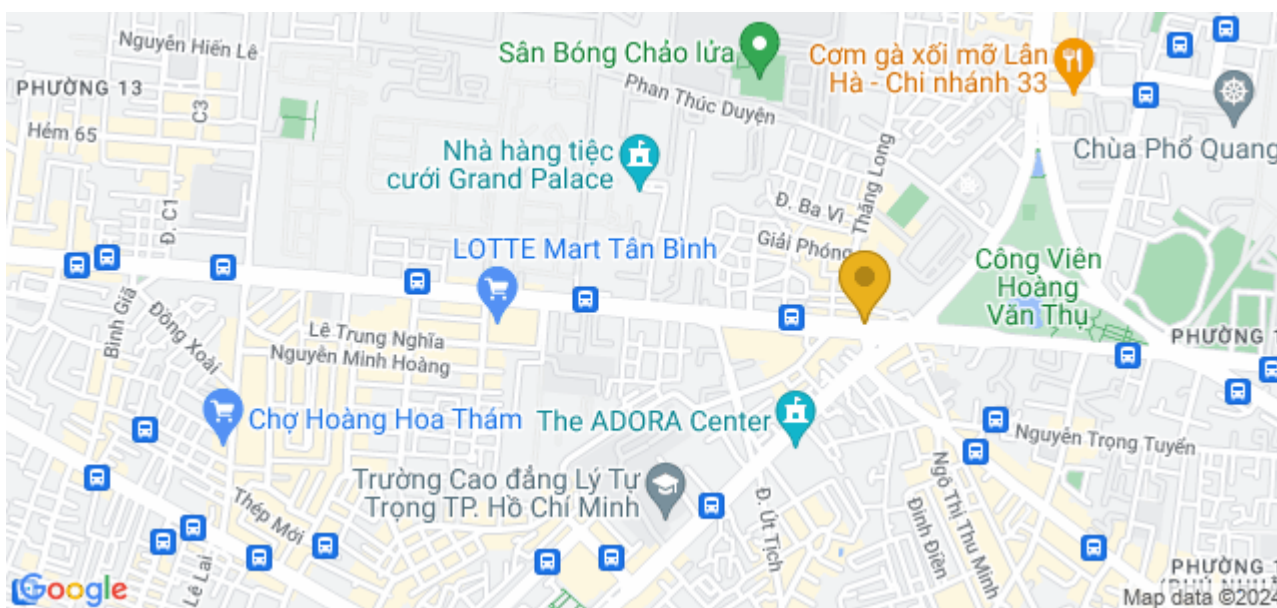 Nguyễn Hiến Lê
Sân Bóng Chảo lửa
Cơm gà xối mỡ Lân
Hà - Chi nhánh 33
PHƯỜNG 13
C3
Phan Thúc Duyện
Hẻm 65
Nhà hàng tiệc
cưới Grand Palace
Thăng Long
Chùa Phổ Quang
Đ. Ba Vì
Đ. C1
Giải Phóng
LOTTE Mart Tân Bình
Công Viên
Hoàng
Văn Thụ
Bình Giã
Đồng Xoài
Lê Trung Nghĩa
Nguyễn Minh Hoàng
PHƯỜNG 1
Chợ Hoàng Hoa Thám
The ADORA Center
Nguyễn Trọng Tuyển
Trường Cao đẳng Lý Tự
Trọng TP. Hồ Chí Minh
Ngô Thị Thu Minh
Đ. Út Tịch
Đinh Điền
Thép Mới
Lê Lai
PHƯỜNG 1
Google
Map data ©2024